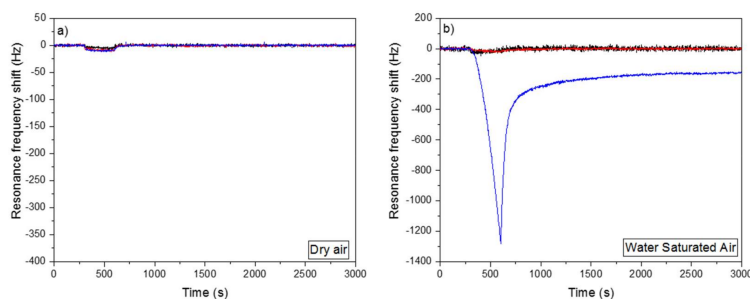 a)
Resonance frequency shift (Hz)
50
0
-50
-100
-150
-200
-250
-300
-350
-400
0 500 1000 1500 2000 2500 3000
Time (s)
Dry air
b)
Resonance frequency shift (Hz)
200
0
-200
-400
-600
-800
-1000
-1200
-1400
0 500 1000 1500 2000 2500 3000
Time (s)
Water Saturated Air